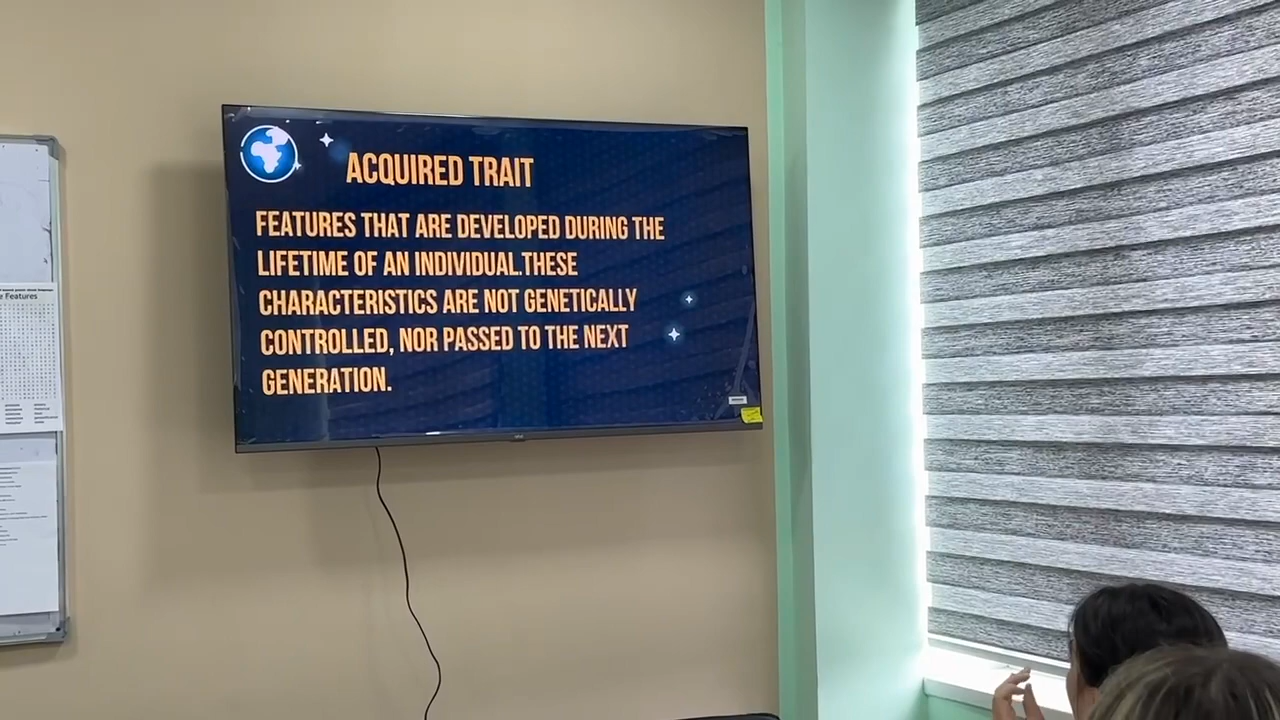 ACQUIRED TRAIT
FEATURES THAT ARE DEVELOPED DURING THE
LIFETIME OF AN INDIVIDUAL.THESE
CHARACTERISTICS ARE NOT GENETICALLY
CONTROLLED, NOR PASSED TO THE NEXT
GENERATION.
Features